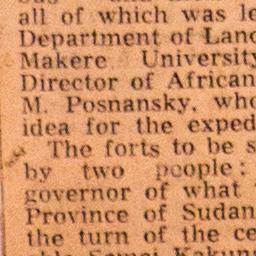 all of which was le
Department of Land
Makere University
Director of African
M. Posnansky, who
idea for the exped
The forts to be s
by two people:
governor of what
Province of Sudan
the turn of the ce